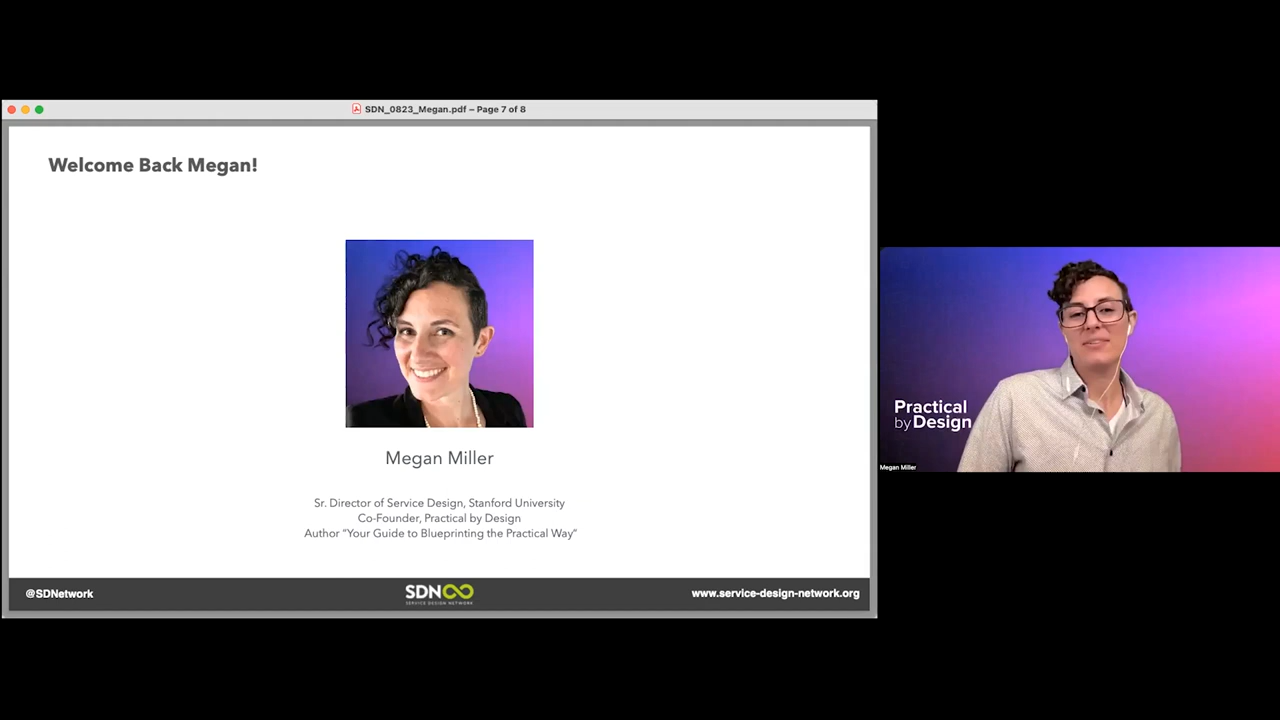 SDN_0823_Megan.pdf – Page 7 of 8
Welcome Back Megan!
Megan Miller
Sr. Director of Service Design, Stanford University
Co-Founder, Practical by Design
Author “Your Guide to Blueprinting the Practical Way”
@SDNetwork
SDN
SERVICE DESIGN NETWORK
www.service-design-network.org
Practical
by Design
Megan Miller